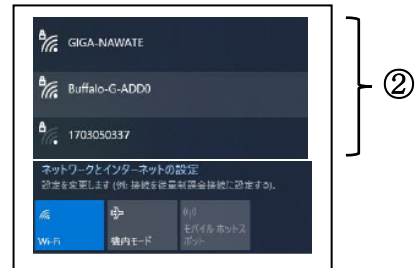 GIGA-NAWATE
Buffalo-G-ADD0
②
1703050337
ネットワークとインターネットの設定
設定を変更します (例: 接続を従量制課金接続に設定する)。
Wi-Fi
機内モード
モバイル ホットス
ポット